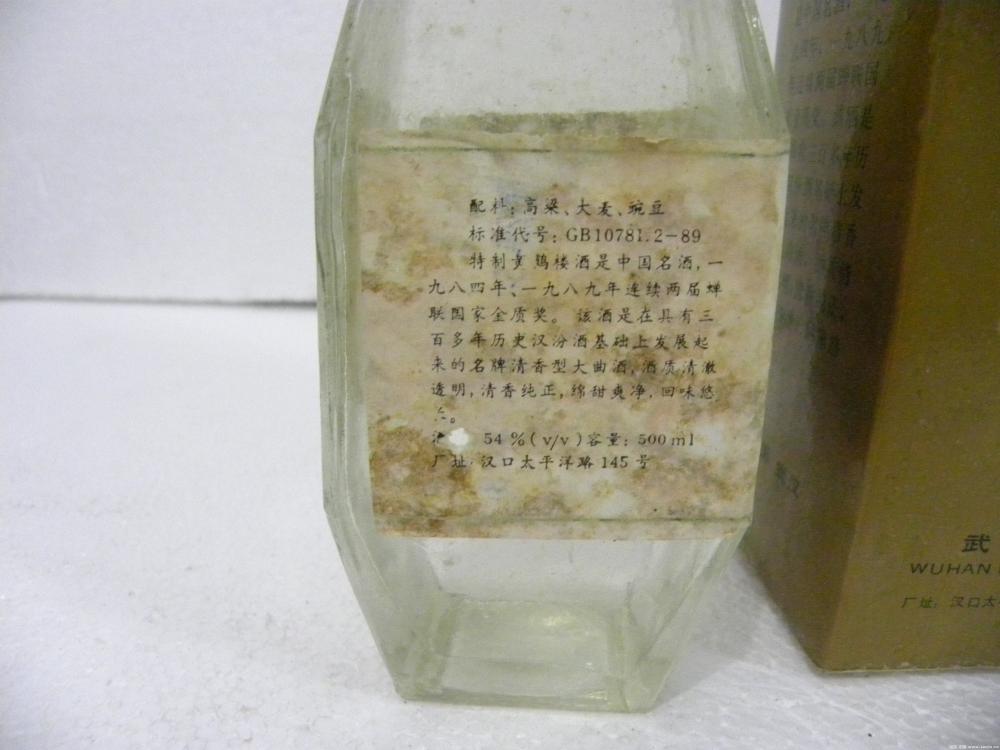 配料:高粱、大麦、豌豆
标准代号:GB10781.2-89
特制黄鹤楼酒是中国名酒,一
九八四年、一九八九年连续两届蝉
联国家金质奖。该酒是在具有三
百多年历史汉汾酒基础上发展起
来的名牌清香型大曲酒,酒质清澈
透明,清香纯正,绵甜爽净,回味悠
。
54%(v/v)容量:500ml
厂址:汉口太平洋路145号
武
WUHAN
厂址:汉口太